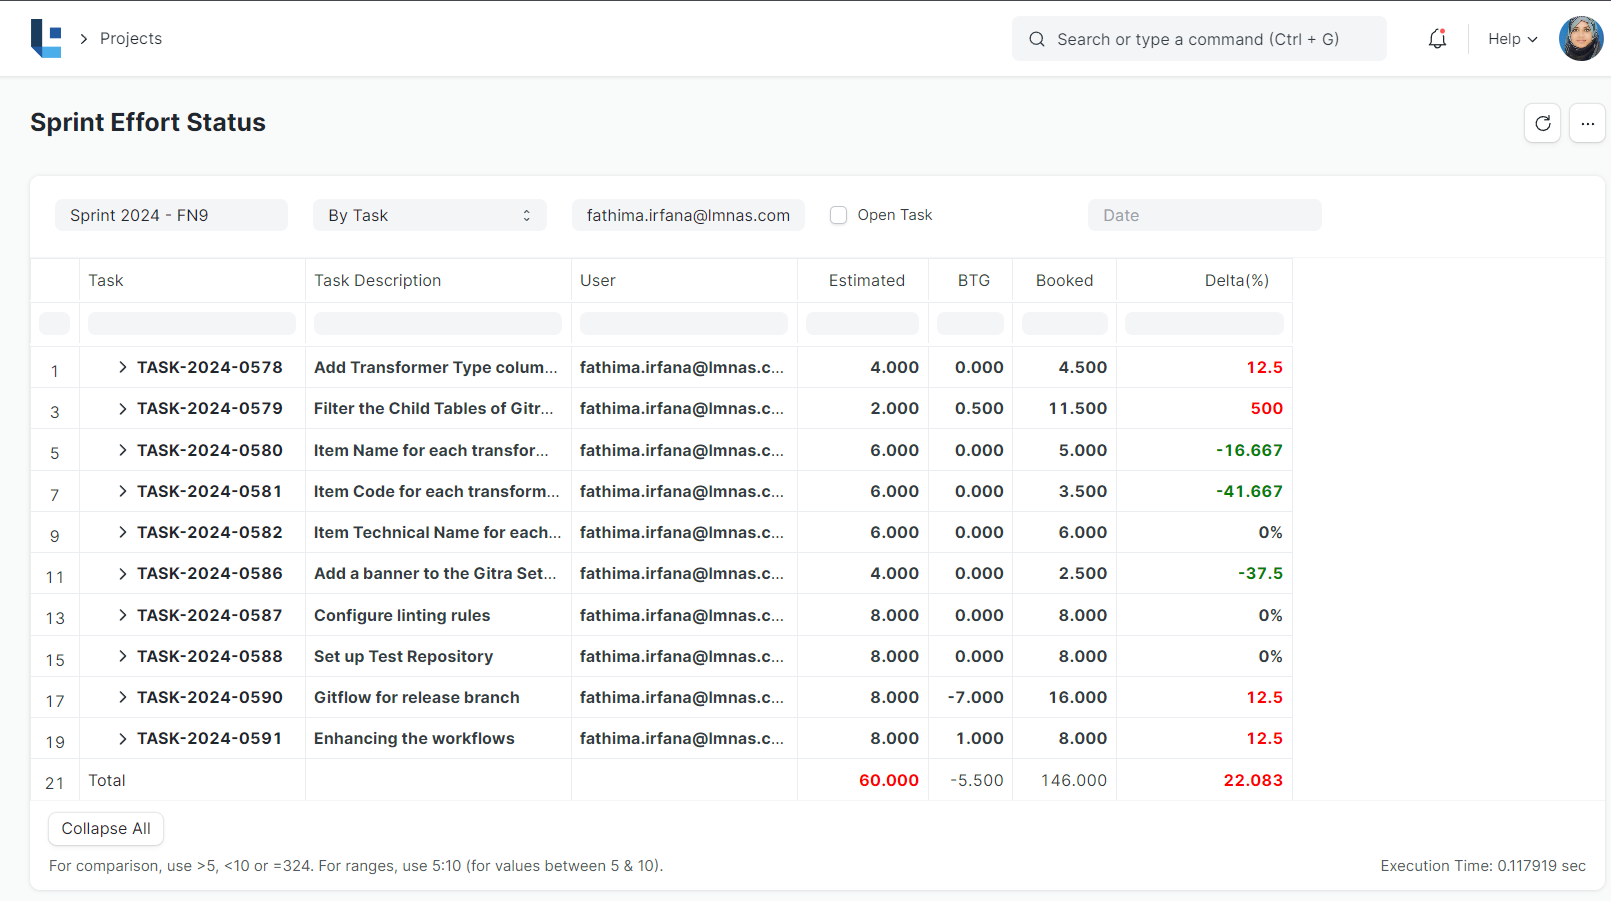 Projects
Search or type a command (Ctrl + G)
Help
Sprint Effort Status
Sprint 2024 - FN9 By Task fathima.irfana@lmnas.com Open Task Date
Task Task Description User Estimated BTG Booked Delta(%)
1 TASK-2024-0578 Add Transformer Type colum... fathima.irfana@lmnas.c... 4.000 0.000 4.500 12.5
3 TASK-2024-0579 Filter the Child Tables of Gitr... fathima.irfana@lmnas.c... 2.000 0.500 11.500 500
5 TASK-2024-0580 Item Name for each transfor... fathima.irfana@lmnas.c... 6.000 0.000 5.000 -16.667
7 TASK-2024-0581 Item Code for each transform... fathima.irfana@lmnas.c... 6.000 0.000 3.500 -41.667
9 TASK-2024-0582 Item Technical Name for each... fathima.irfana@lmnas.c... 6.000 0.000 6.000 0%
11 TASK-2024-0586 Add a banner to the Gitra Set... fathima.irfana@lmnas.c... 4.000 0.000 2.500 -37.5
13 TASK-2024-0587 Configure linting rules fathima.irfana@lmnas.c... 8.000 0.000 8.000 0%
15 TASK-2024-0588 Set up Test Repository fathima.irfana@lmnas.c... 8.000 0.000 8.000 0%
17 TASK-2024-0590 Gitflow for release branch fathima.irfana@lmnas.c... 8.000 -7.000 16.000 12.5
19 TASK-2024-0591 Enhancing the workflows fathima.irfana@lmnas.c... 8.000 1.000 8.000 12.5
21 Total 60.000 -5.500 146.000 22.083
Collapse All
For comparison, use >5, <10 or =324. For ranges, use 5:10 (for values between 5 & 10). Execution Time: 0.117919 sec